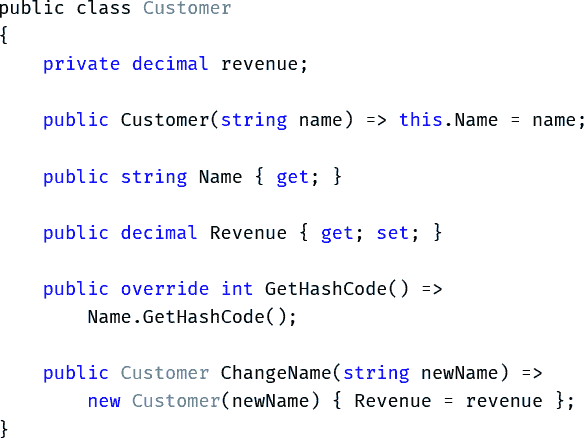 public class Customer
{
    private decimal revenue;

    public Customer(string name) => this.Name = name;

    public string Name { get; }

    public decimal Revenue { get; set; }

    public override int GetHashCode() =>
        Name.GetHashCode();

    public Customer ChangeName(string newName) =>
        new Customer(newName) { Revenue = revenue };
}